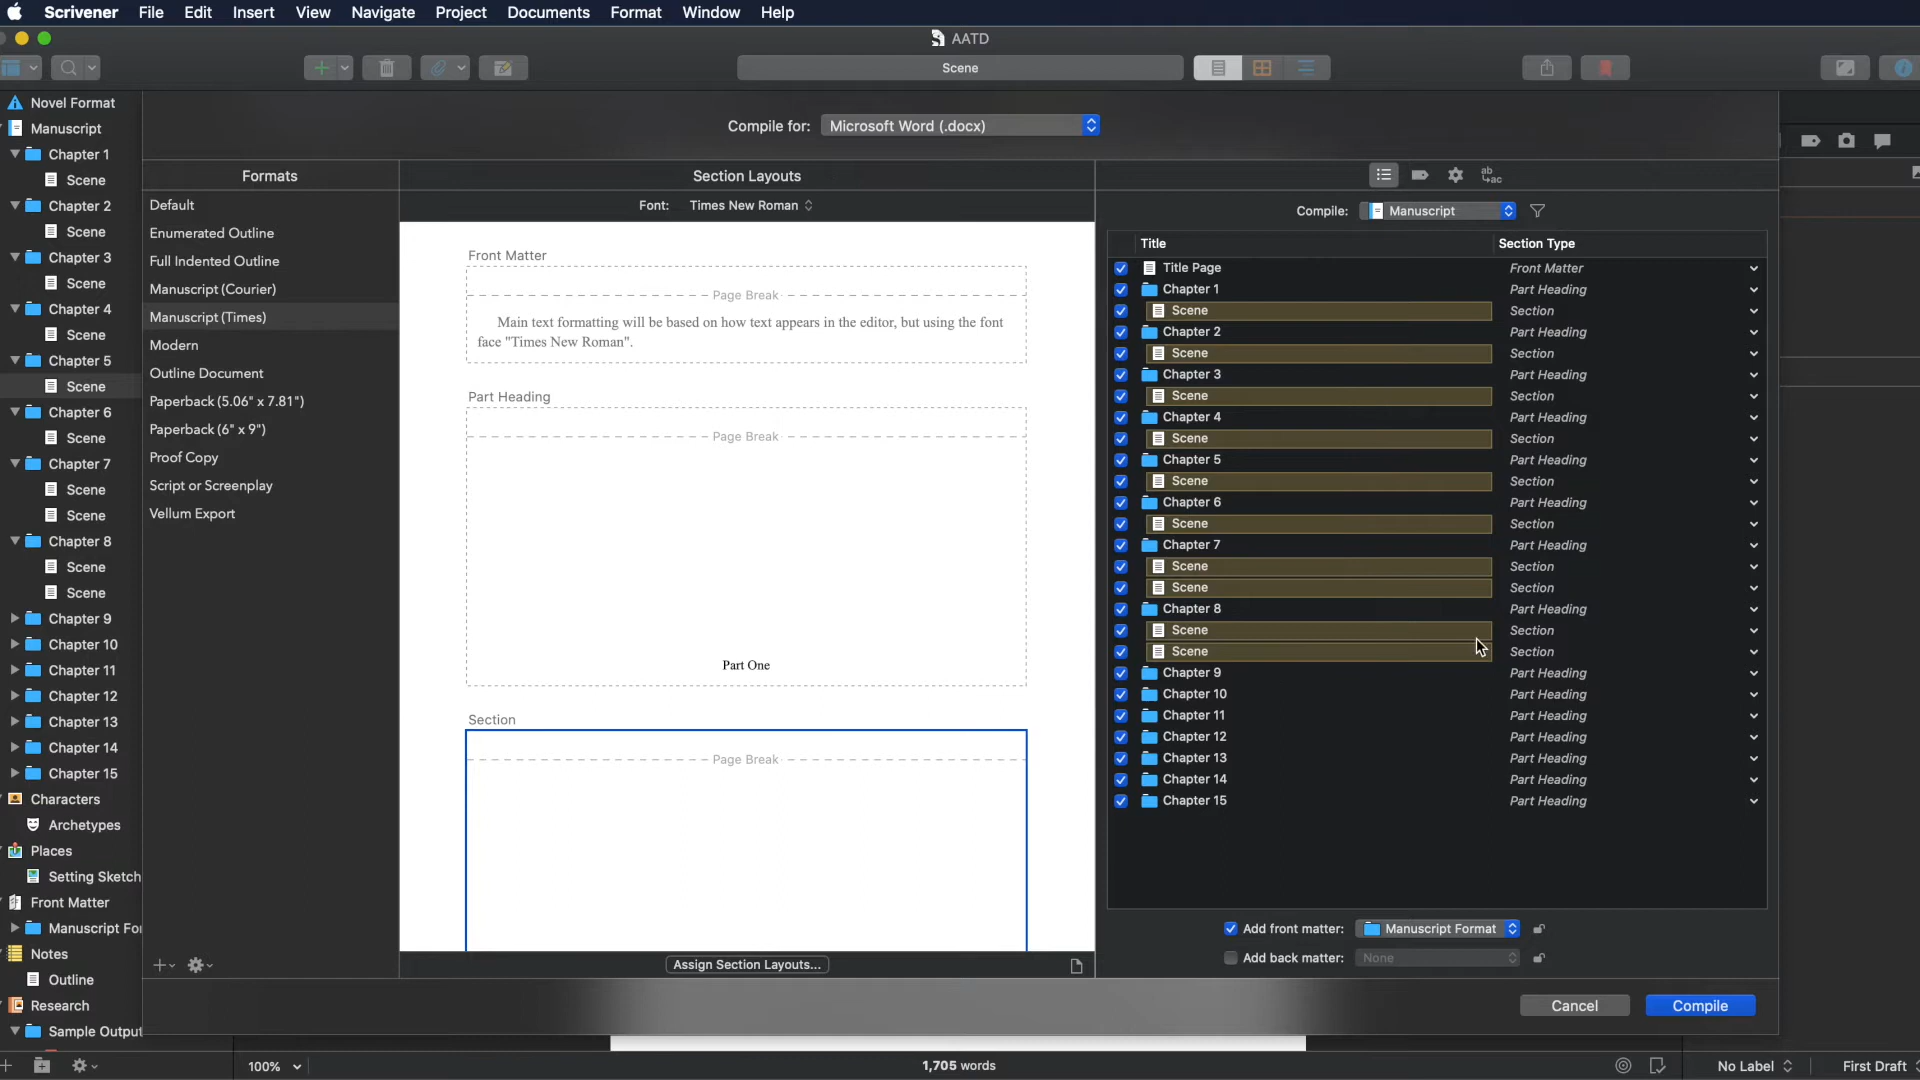 Scrivener File Edit Insert View Navigate Project Documents Format Window Help
AATD
Scene
Novel Format
Manuscript
Chapter 1
Scene
Chapter 2
Scene
Chapter 3
Scene
Chapter 4
Scene
Chapter 5
Scene
Chapter 6
Scene
Chapter 7
Scene
Scene
Chapter 8
Scene
Scene
Chapter 9
Chapter 10
Chapter 11
Chapter 12
Chapter 13
Chapter 14
Chapter 15
Characters
Archetypes
Places
Setting Sketch
Front Matter
Manuscript For
Notes
Outline
Research
Sample Output
Compile for: Microsoft Word (.docx)
Formats
Default
Enumerated Outline
Full Indented Outline
Manuscript (Courier)
Manuscript (Times)
Modern
Outline Document
Paperback (5.06" x 7.81")
Paperback (6" x 9")
Proof Copy
Script or Screenplay
Vellum Export
Section Layouts
Font: Times New Roman
Front Matter
Page Break
Main text formatting will be based on how text appears in the editor, but using the font
face "Times New Roman".
Part Heading
Page Break
Part One
Section
Page Break
Assign Section Layouts...
ab
ac
Compile: Manuscript
Title Section Type
Title Page Front Matter
Chapter 1 Part Heading
Scene Section
Chapter 2 Part Heading
Scene Section
Chapter 3 Part Heading
Scene Section
Chapter 4 Part Heading
Scene Section
Chapter 5 Part Heading
Scene Section
Chapter 6 Part Heading
Scene Section
Chapter 7 Part Heading
Scene Section
Scene Section
Chapter 8 Part Heading
Scene Section
Scene Section
Chapter 9 Part Heading
Chapter 10 Part Heading
Chapter 11 Part Heading
Chapter 12 Part Heading
Chapter 13 Part Heading
Chapter 14 Part Heading
Chapter 15 Part Heading
Add front matter: Manuscript Format
Add back matter: None
Cancel Compile
100% 1,705 words No Label First Draft